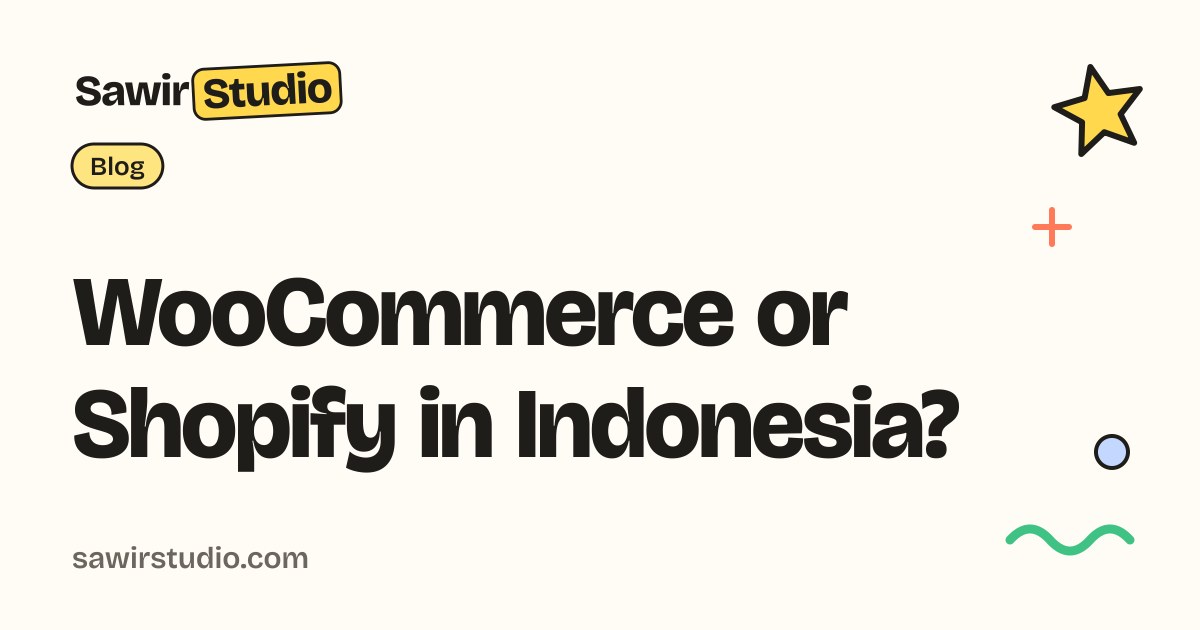 Sawir Studio
Blog
WooCommerce or
Shopify in Indonesia?
sawirstudio.com